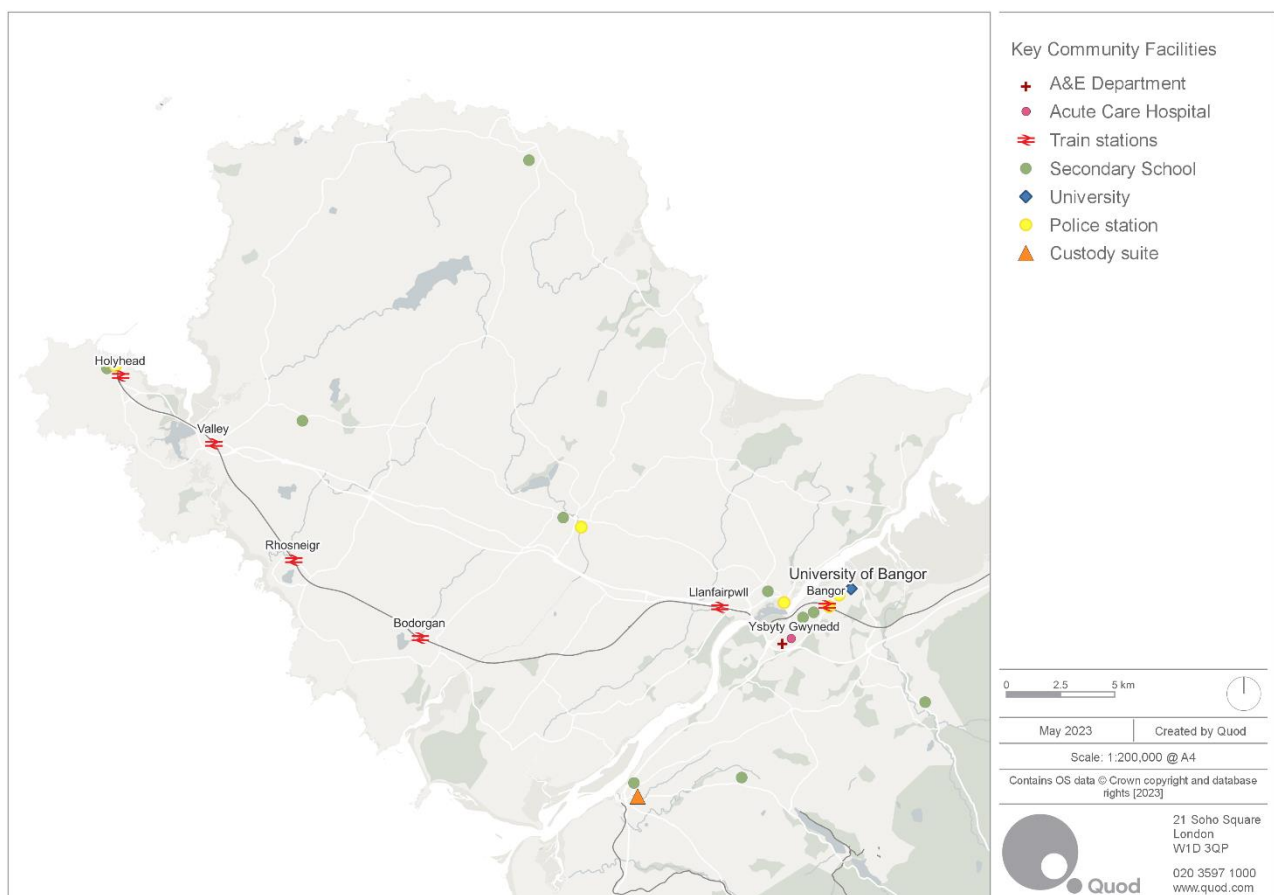 Holyhead
Valley
Rhosneigr
Bodorgan
Llanfairpwll
University of Bangor
Bangor
Ysbyty Gwynedd
Key Community Facilities
A&E Department
Acute Care Hospital
Train stations
Secondary School
University
Police station
Custody suite
0 2.5 5 km
May 2023
Created by Quod
Scale: 1:200,000 @ A4
Contains OS data © Crown copyright and database
rights [2023]
Quod
21 Soho Square
London
W1D 3QP
020 3597 1000
www.quod.com